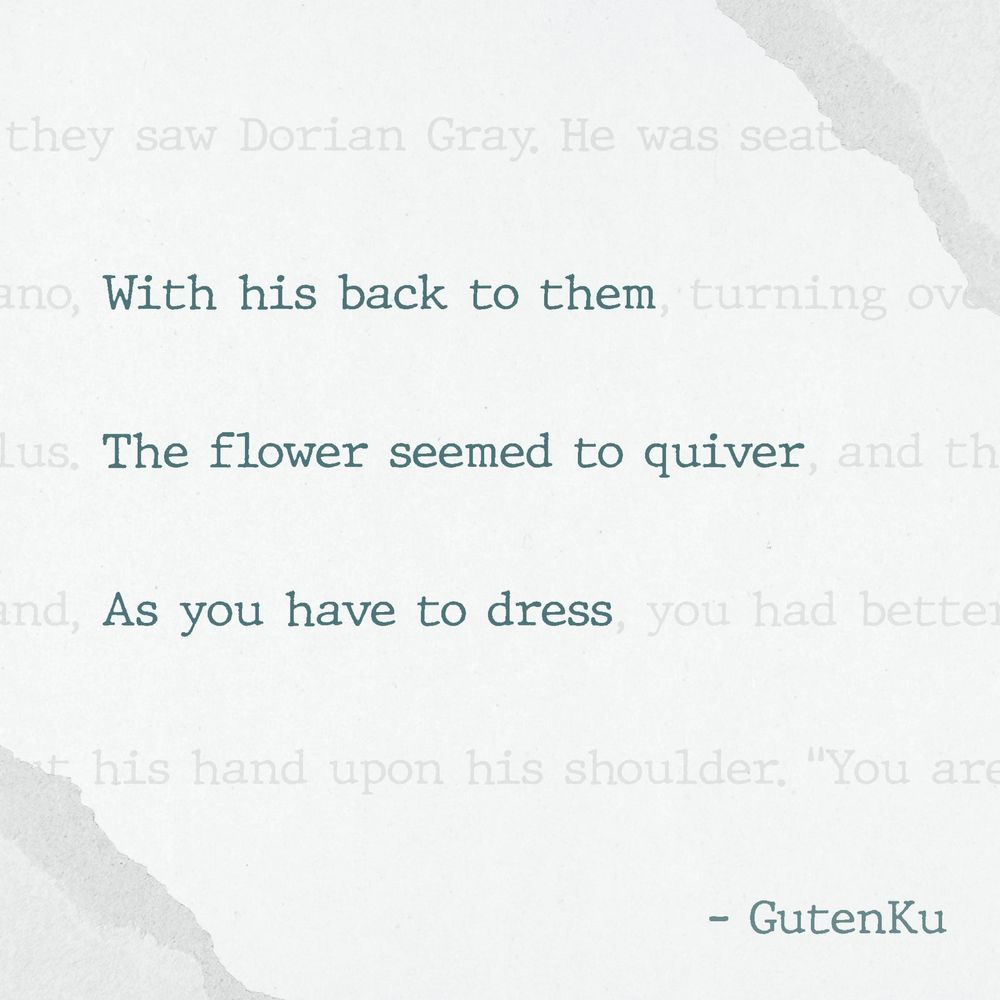 they saw Dorian Gray. He was seat
ano, With his back to them, turning ove
lus. The flower seemed to quiver, and th
and, As you have to dress, you had better
his hand upon his shoulder. “You are
- GutenKu